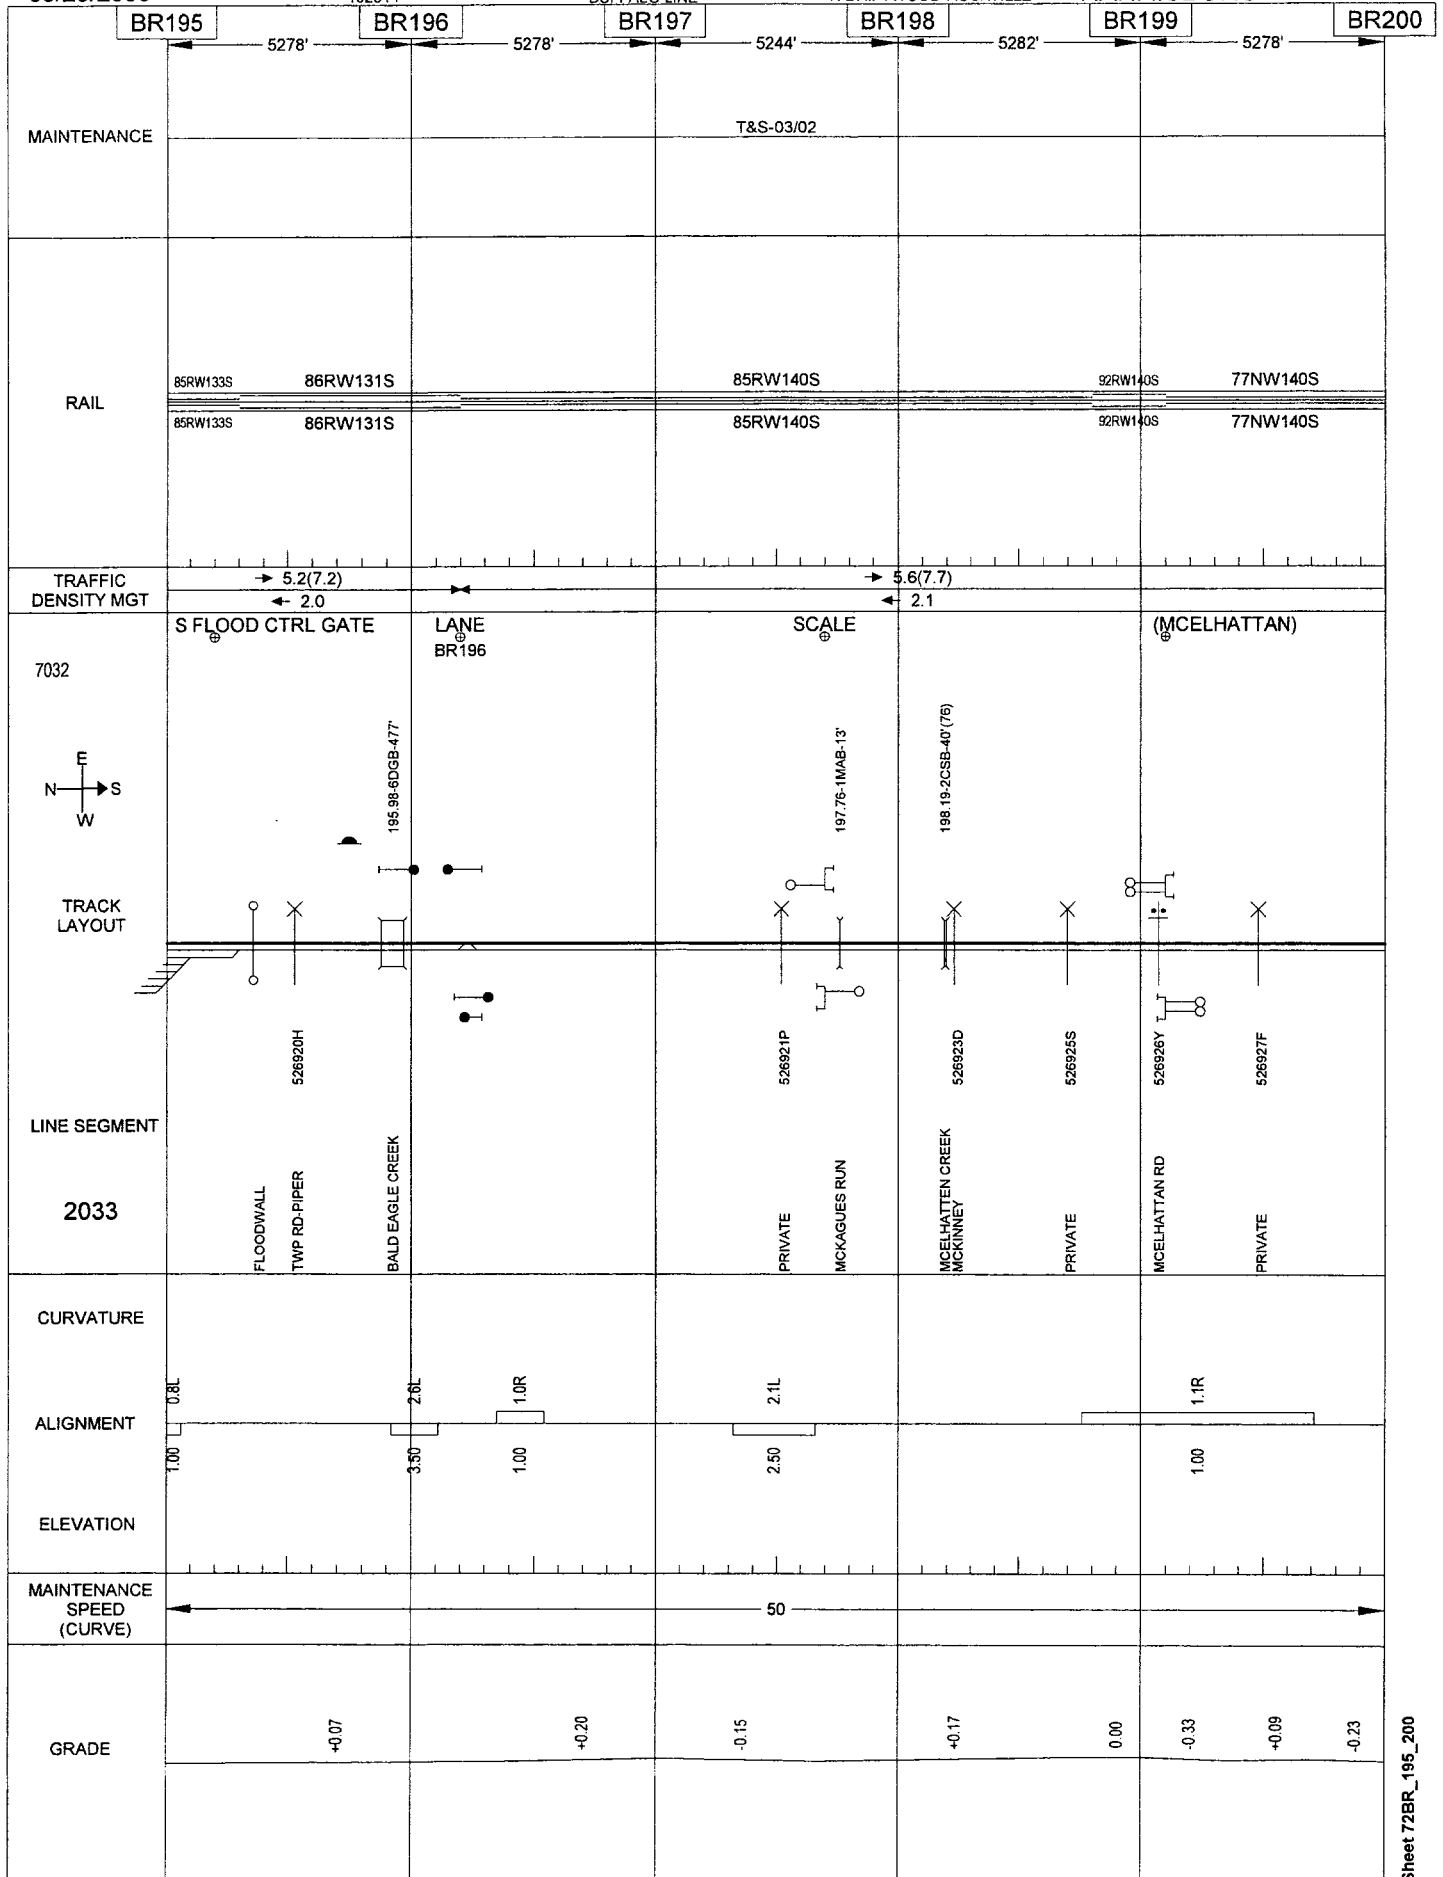 BR195 BR196 BR197 BR198 BR199 BR200
5278' 5278' 5244' 5282' 5278'
MAINTENANCE
T&S-03/02
RAIL
85RW133S 86RW131S 85RW140S 92RW140S 77NW140S
85RW133S 86RW131S 85RW140S 92RW140S 77NW140S
TRAFFIC
DENSITY MGT
5.2(7.2) 5.6(7.7)
2.0 2.1
S FLOOD CTRL GATE LANE SCALE (MCELHATTAN)
BR196
7032
E
N S
W
195.98-6DGB-477'
197.76-1MAB-13'
198.19-2CSB-40'(76)
TRACK
LAYOUT
526920H
526921P
526923D
526925S
526926Y
526927F
LINE SEGMENT
2033
FLOODWALL
TWP RD-PIPER
BALD EAGLE CREEK
PRIVATE
MCKAGUES RUN
MCELHATTEN CREEK
MCKINNEY
PRIVATE
MCELHATTAN RD
PRIVATE
CURVATURE
0.8L 2.6L 1.0R 2.1L 1.1R
ALIGNMENT
1.00 3.50 1.00 2.50 1.00
ELEVATION
MAINTENANCE
SPEED
(CURVE)
50
GRADE
+0.07 +0.20 -0.15 +0.17 0.00 -0.33 +0.09 -0.23
Sheet 72BR_195_200